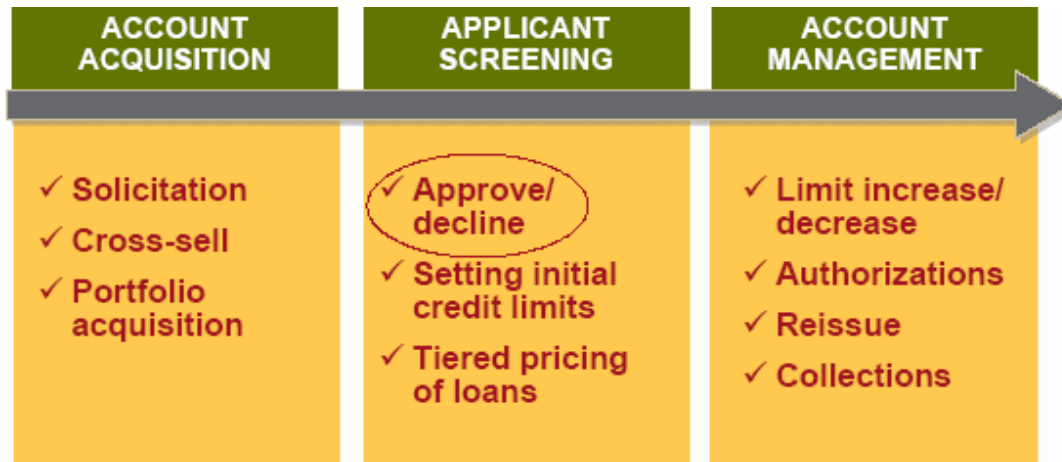 ACCOUNT
ACQUISITION
✓ Solicitation
✓ Cross-sell
✓ Portfolio
acquisition
APPLICANT
SCREENING
✓ Approve/
decline
✓ Setting initial
credit limits
✓ Tiered pricing
of loans
ACCOUNT
MANAGEMENT
✓ Limit increase/
decrease
✓ Authorizations
✓ Reissue
✓ Collections